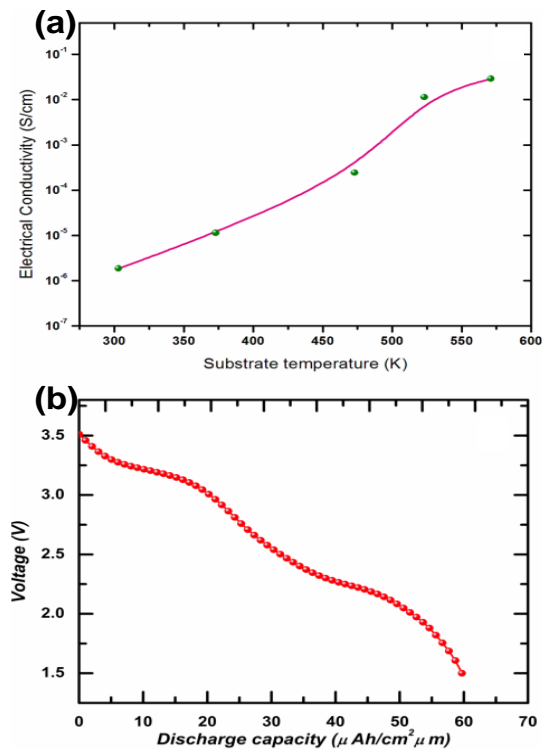 (a)
Electrical Conductivity (S/cm)
10⁻¹
10⁻²
10⁻³
10⁻⁴
10⁻⁵
10⁻⁶
10⁻⁷
300 350 400 450 500 550 600
Substrate temperature (K)
(b)
Voltage (V)
3.5
3.0
2.5
2.0
1.5
0 10 20 30 40 50 60 70
Discharge capacity (μ Ah/cm²μ m)